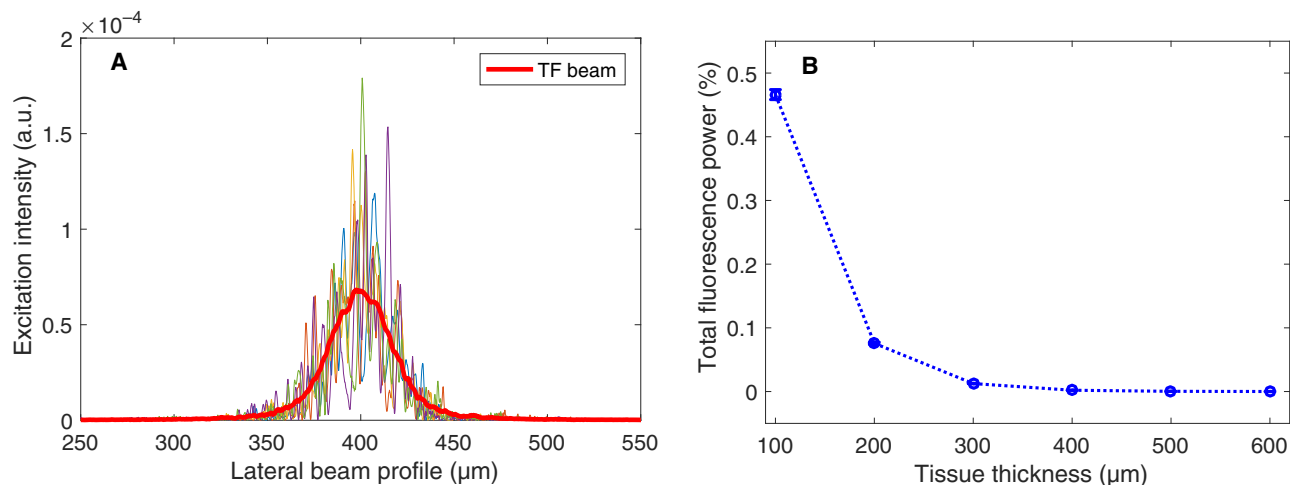 ×10⁻⁴
A
TF beam
2
1.5
1
0.5
0
250 300 350 400 450 500 550
Lateral beam profile (μm)
Excitation intensity (a.u.)
B
0.5
0.4
0.3
0.2
0.1
0
100 200 300 400 500 600
Tissue thickness (μm)
Total fluorescence power (%)